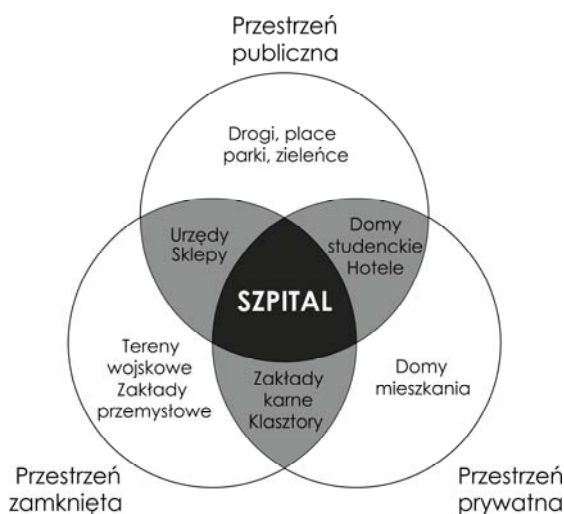 Przestrzeń
publiczna
Drogi, place
parki, zieleńce
Urzędy
Sklepy
Domy
studenckie
Hotele
SZPITAL
Tereny
wojskowe
Zakłady
przemysłowe
Zakłady
karne
Klasztory
Domy
mieszkania
Przestrzeń
zamknięta
Przestrzeń
prywatna